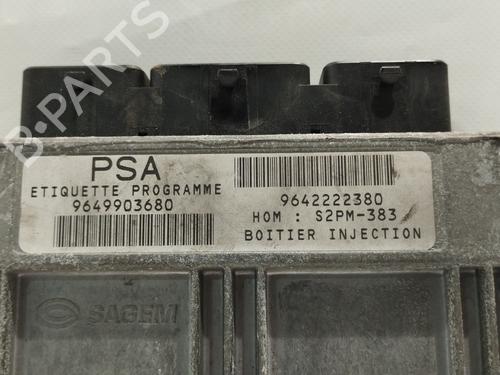 B-PARTS
PSA
ETIQUETTE PROGRAMME
9649903680
9642222380
HOM : S2PM-383
BOITIER INJECTION
SAGEM